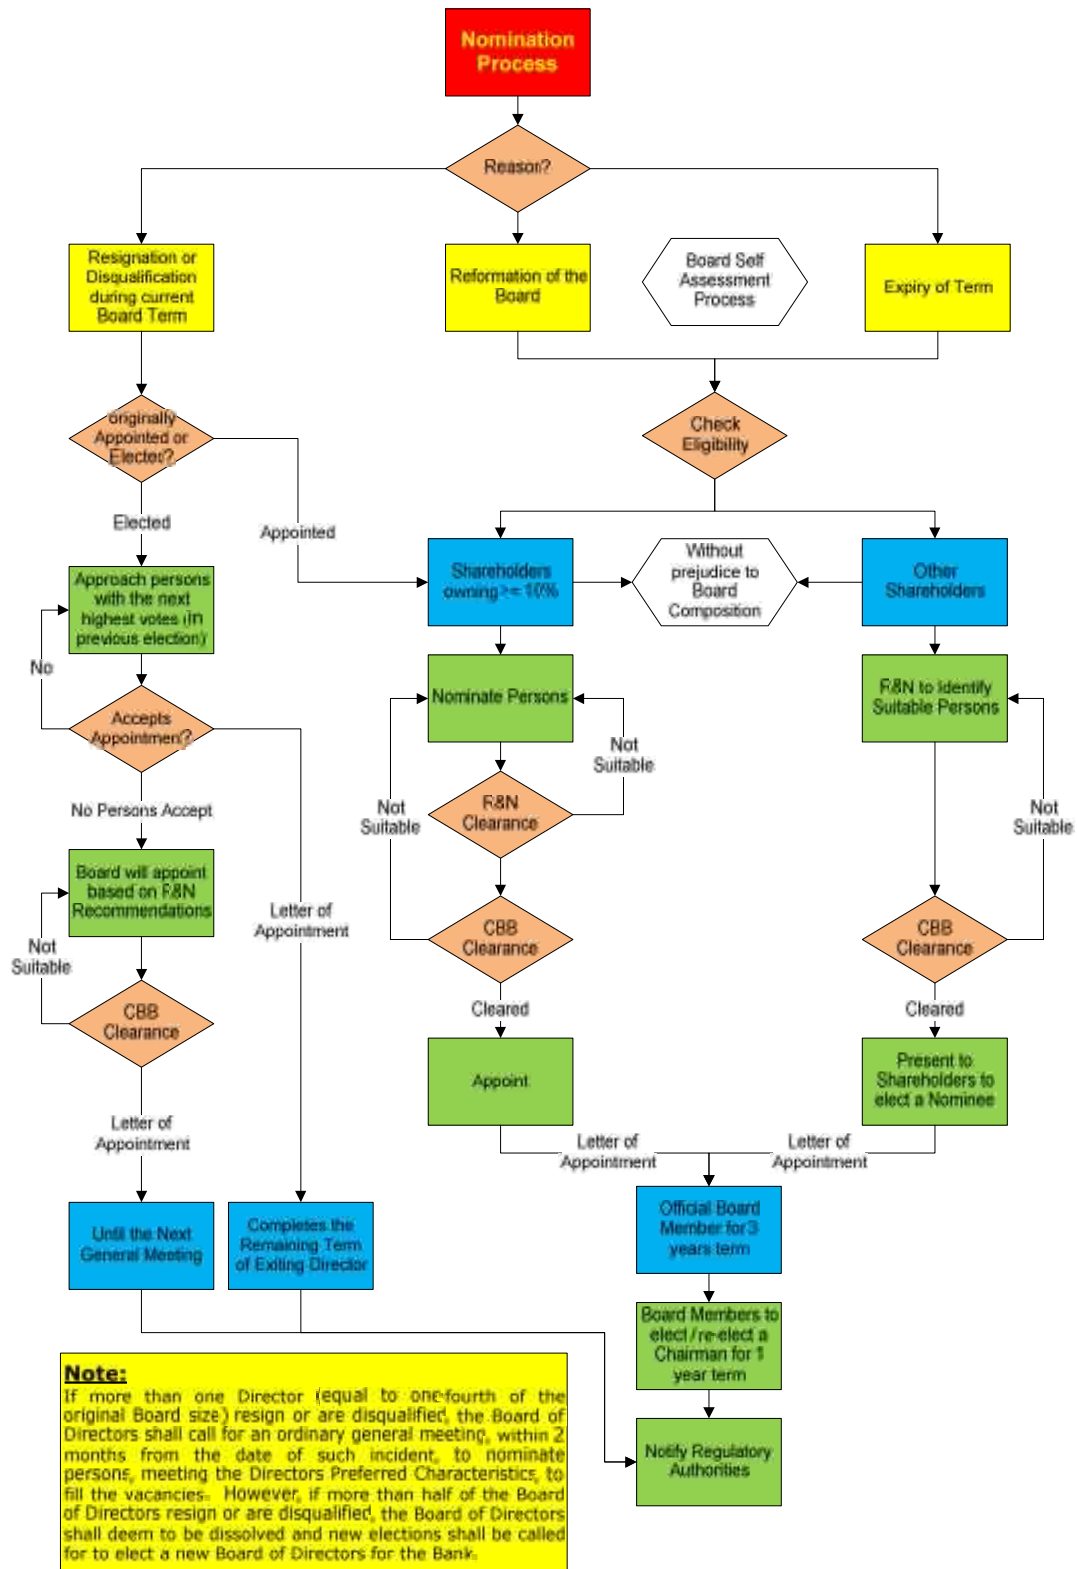 Nomination
Process
Reason?
Resignation or
Disqualification
during current
Board Term
Reformation of the
Board
Board Self
Assessment
Process
Expiry of Term
originally
Appointed or
Elected?
Check
Eligibility
Elected
Appointed
Approach persons
with the next
highest votes (in
previous election)
Shareholders
owning >= 10%
Without
prejudice to
Board
Composition
Other
Shareholders
No
Nominate Persons
R&N to Identify
Suitable Persons
Accepts
Appointment?
Not
Suitable
No Persons Accept
Not
Suitable
R&N
Clearance
Not
Suitable
Board will appoint
based on R&N
Recommendations
Letter of
Appointment
CBB
Clearance
CBB
Clearance
Not
Suitable
CBB
Clearance
Cleared
Cleared
Appoint
Present to
Shareholders to
elect a Nominee
Letter of
Appointment
Letter of
Appointment
Letter of
Appointment
Until the Next
General Meeting
Completes the
Remaining Term
of Exiting Director
Official Board
Member for 3
years term
Board Members to
elect / re-elect a
Chairman for 1
year term
Notify Regulatory
Authorities
Note:
If more than one Director (equal to one fourth of the
original Board size) resign or are disqualified, the Board of
Directors shall call for an ordinary general meeting, within 2
months from the date of such incident, to nominate
persons, meeting the Directors Preferred Characteristics, to
fill the vacancies. However, if more than half of the Board
of Directors resign or are disqualified, the Board of Directors
shall deem to be dissolved and new elections shall be called
for to elect a new Board of Directors for the Bank.